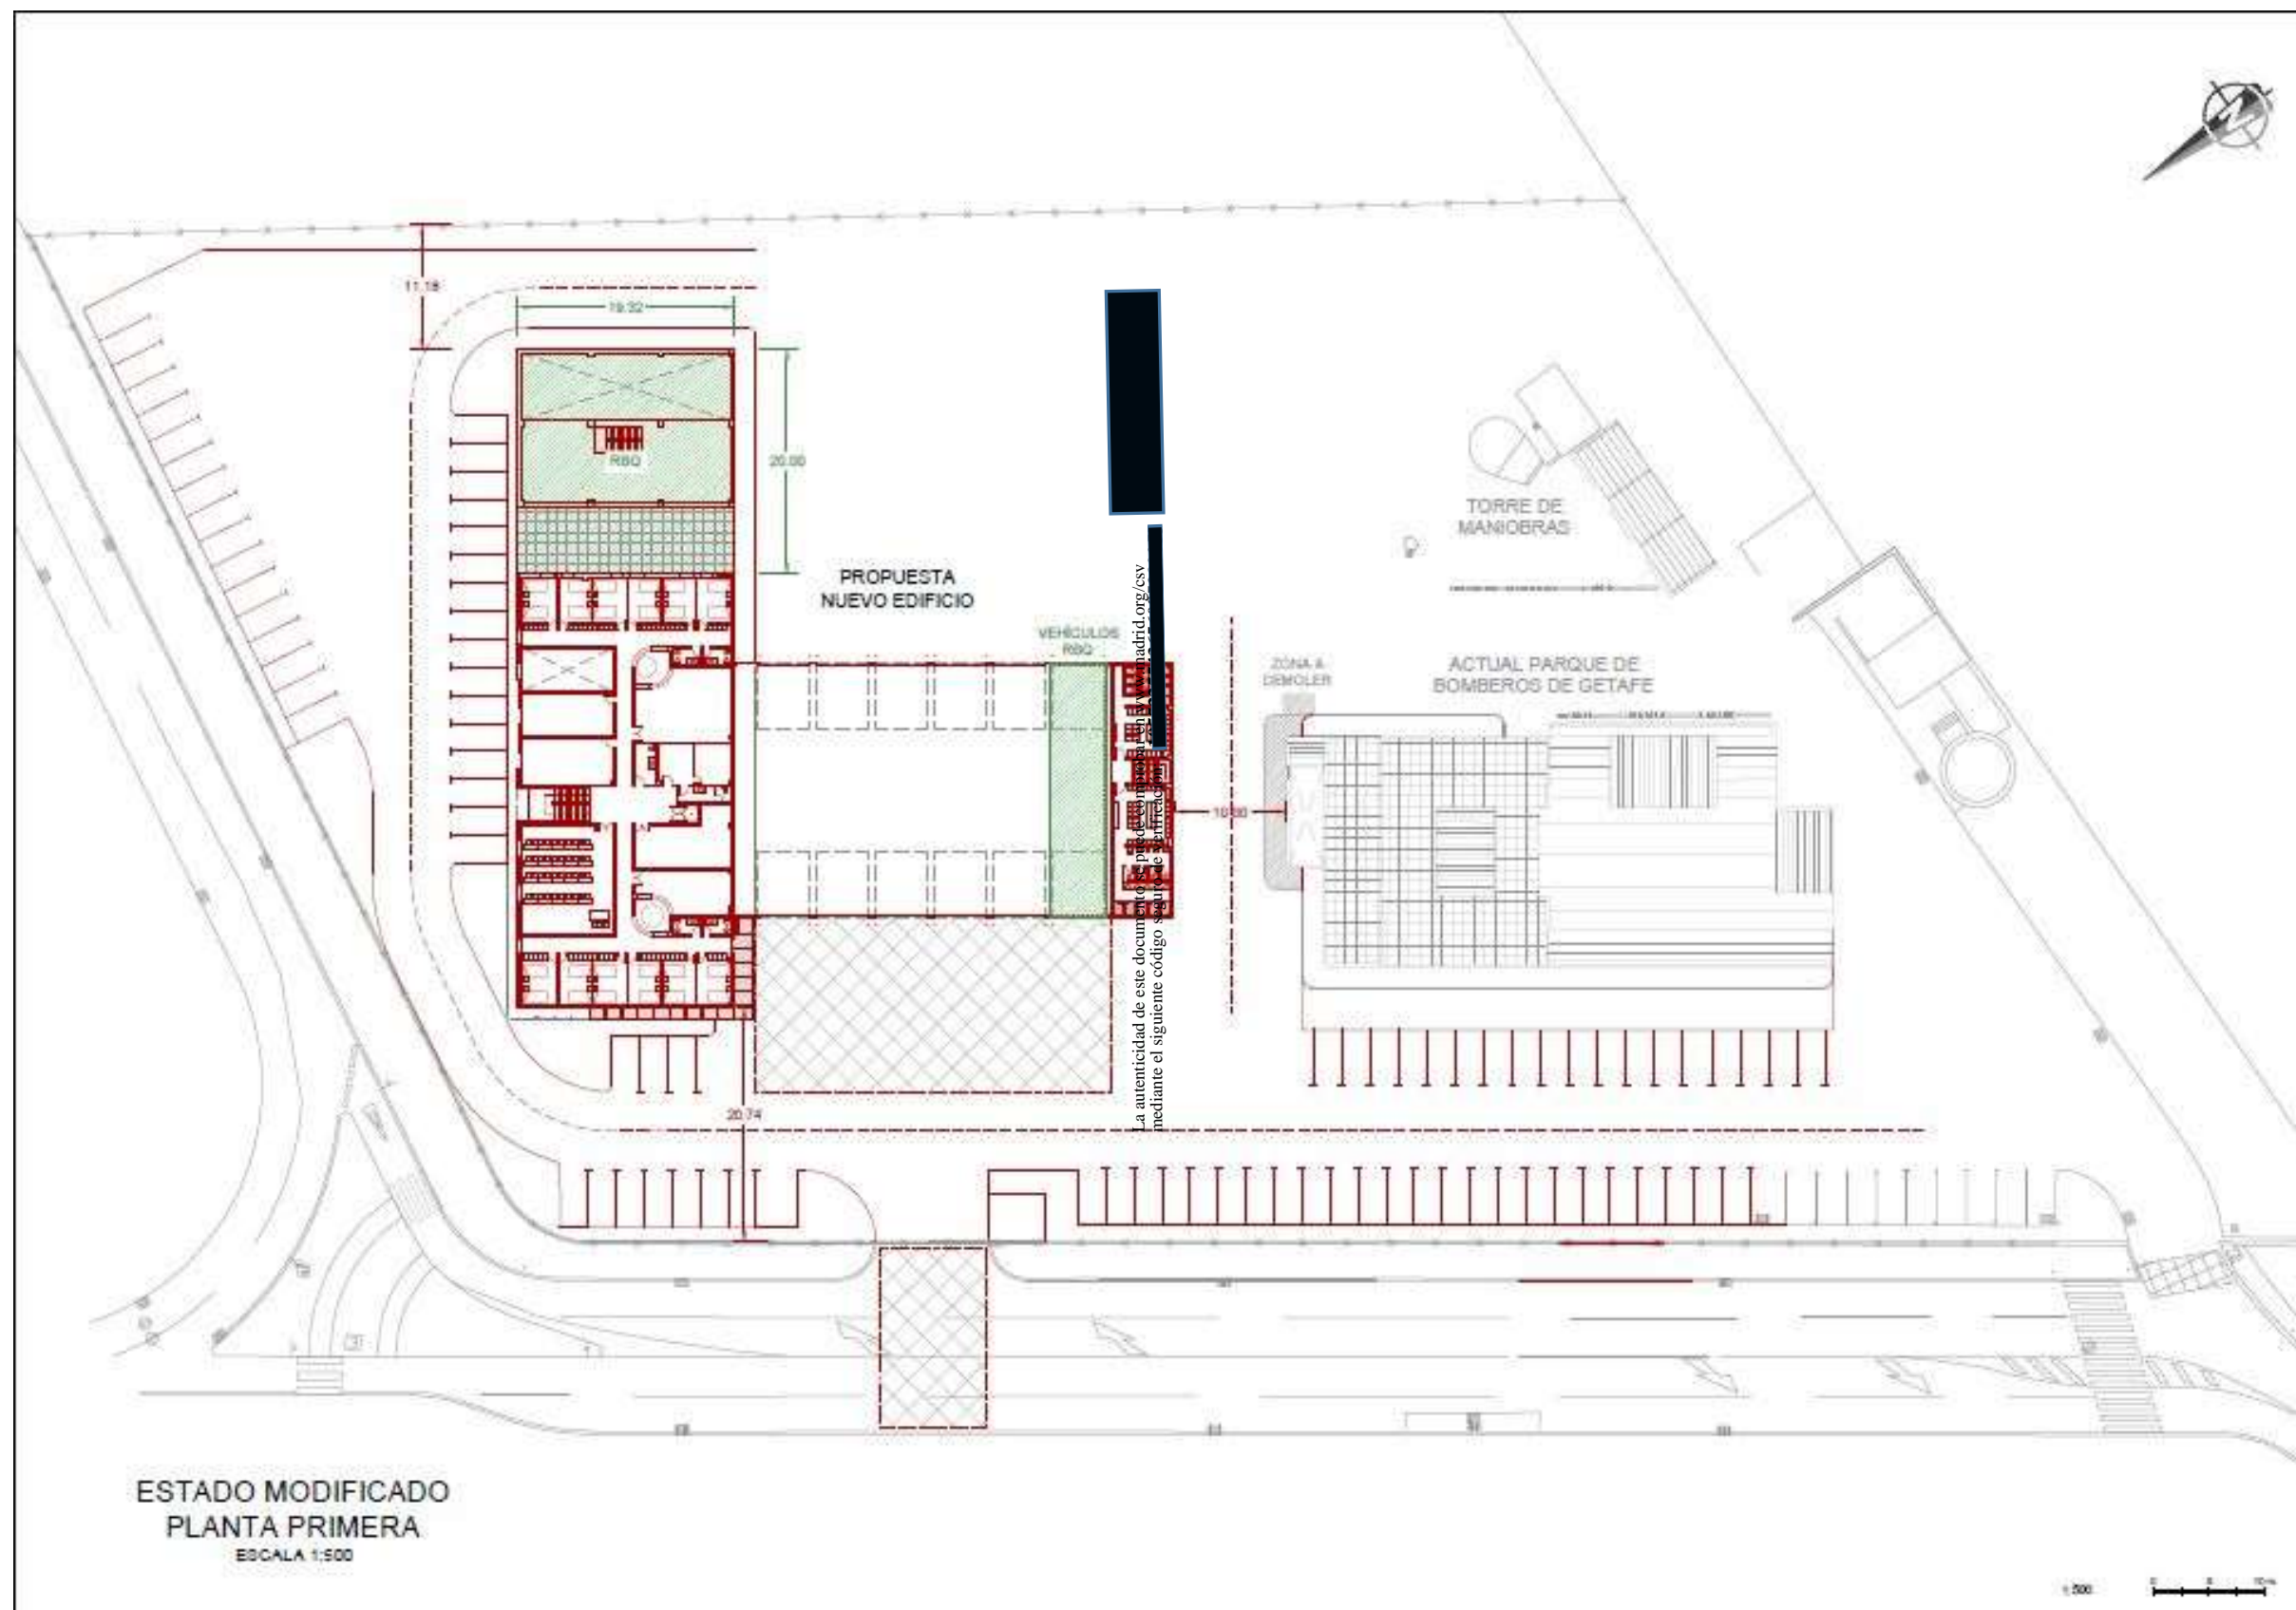 11.18
19.32
RBQ
20.00
PROPUESTA
NUEVO EDIFICIO
VEHÍCULOS
RBQ
La autenticidad de este documento se puede comprobar en www.madrid.org/csv
mediante el siguiente código seguro de verificación
TORRE DE
MANIOBRAS
ZONA A
DEMOLER
ACTUAL PARQUE DE
BOMBEROS DE GETAFE
20.74
ESTADO MODIFICADO
PLANTA PRIMERA
ESCALA 1:500
1:500